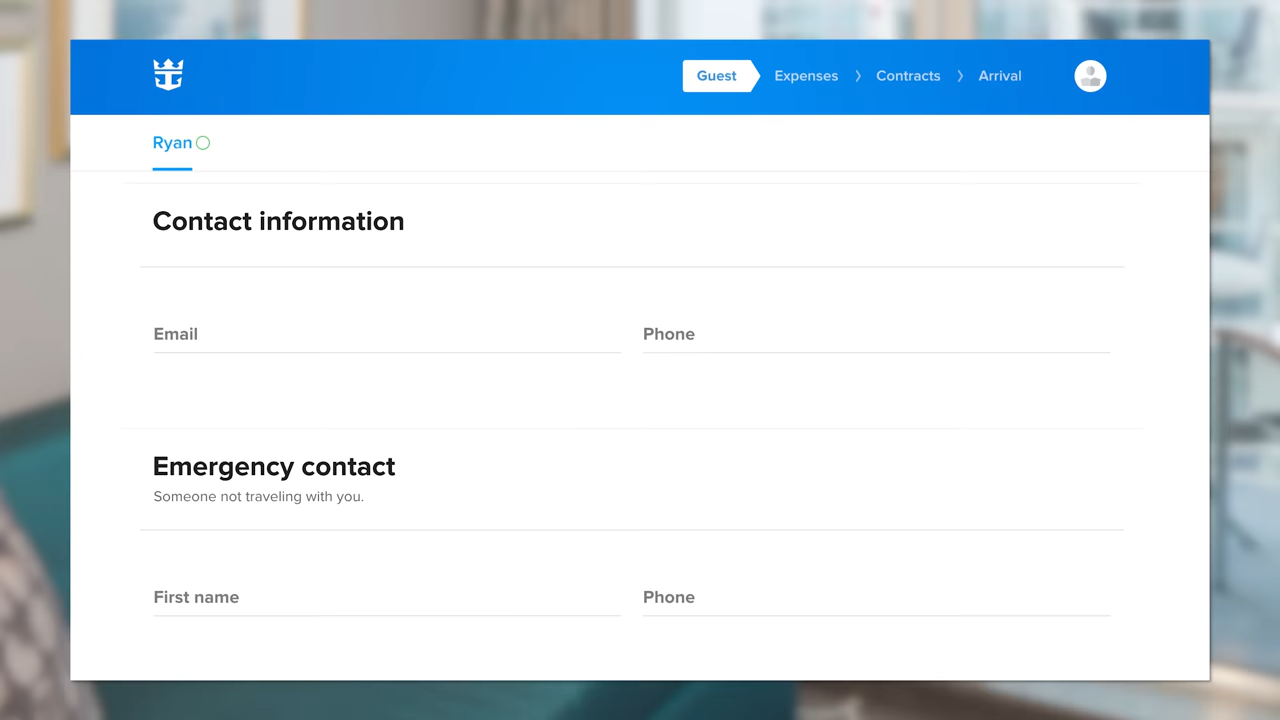 Guest Expenses Contracts Arrival
Ryan
Contact information
Email Phone
Emergency contact
Someone not traveling with you.
First name Phone